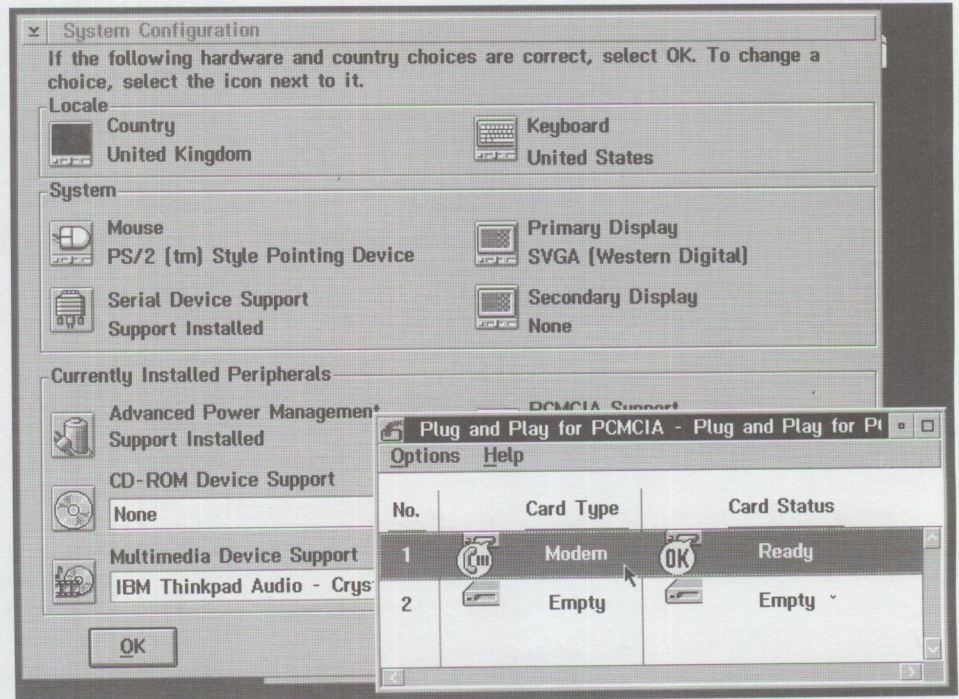 System Configuration
If the following hardware and country choices are correct, select OK. To change a
choice, select the icon next to it.
Locale
Country
United Kingdom
Keyboard
United States
System
Mouse
PS/2 (tm) Style Pointing Device
Primary Display
SVGA (Western Digital)
Serial Device Support
Support Installed
Secondary Display
None
Currently Installed Peripherals
Advanced Power Management
Support Installed
PCMCIA Support
CD-ROM Device Support
None
Multimedia Device Support
IBM Thinkpad Audio - Crys
OK
Plug and Play for PCMCIA - Plug and Play for P
Options Help
No. Card Type Card Status
1 Modem OK Ready
2 Empty Empty